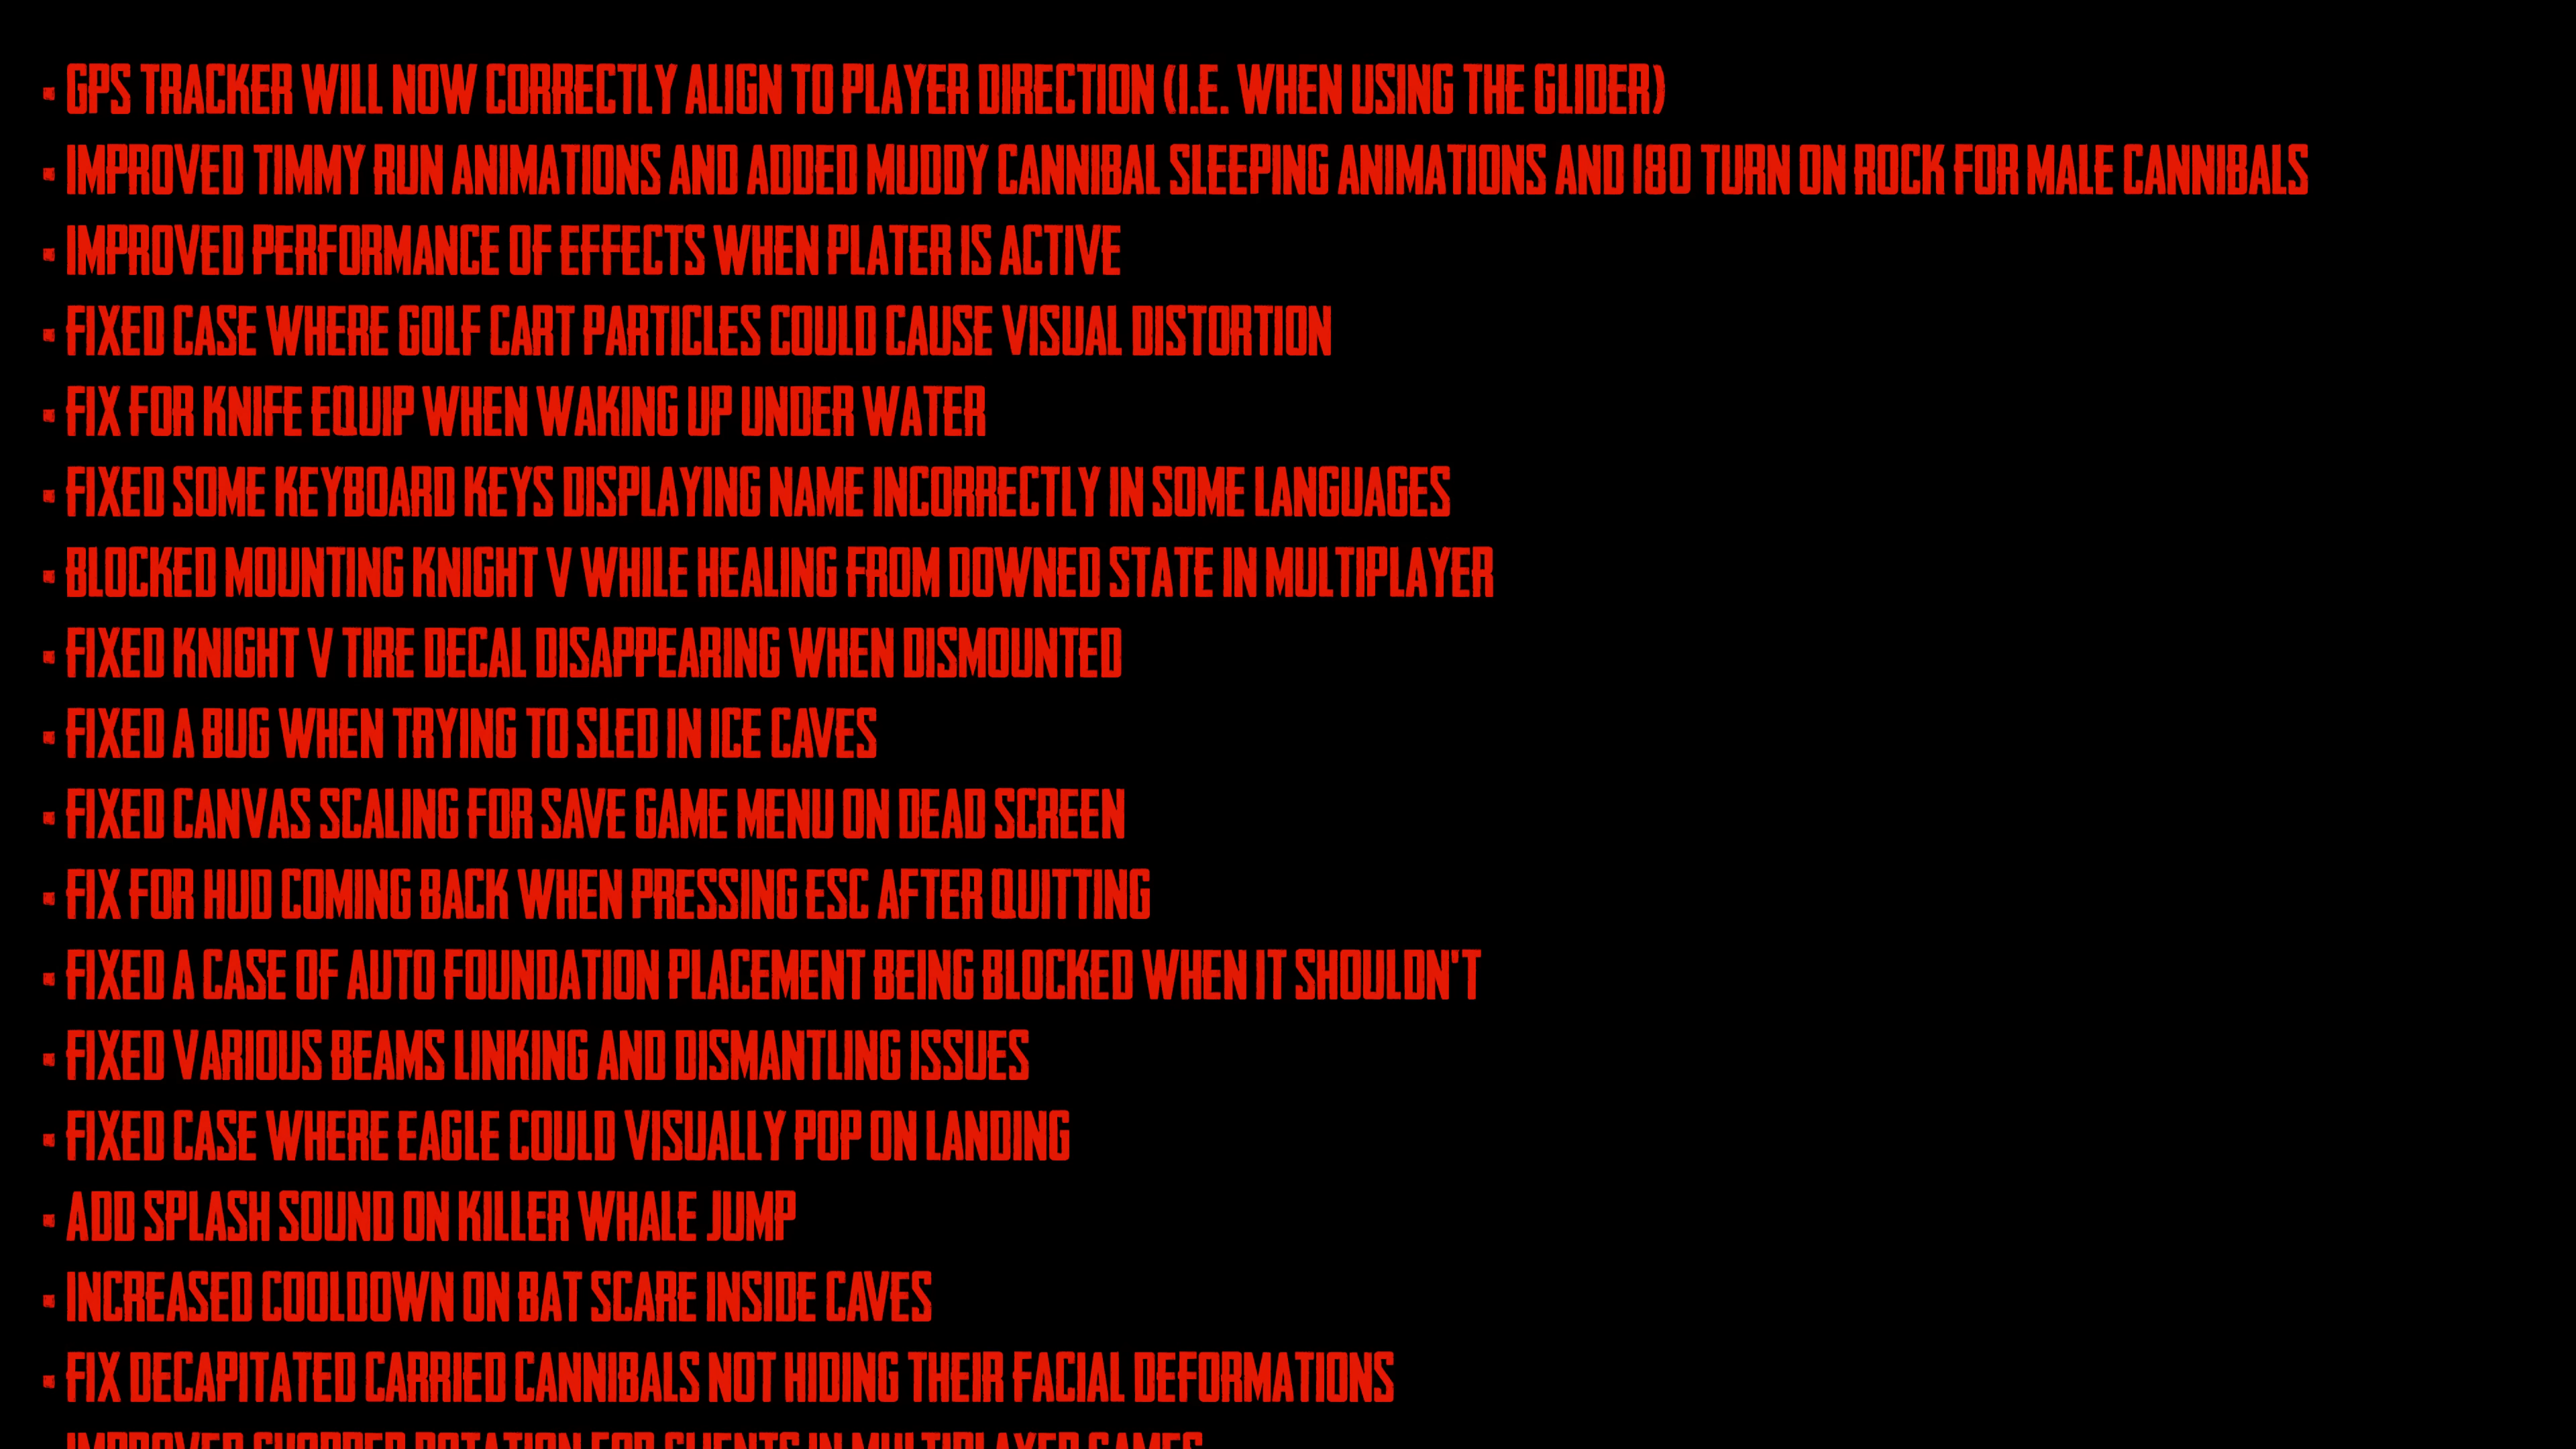 - GPS TRACKER WILL NOW CORRECTLY ALIGN TO PLAYER DIRECTION (I.E. WHEN USING THE GLIDER)
- IMPROVED TIMMY RUN ANIMATIONS AND ADDED MUDDY CANNIBAL SLEEPING ANIMATIONS AND 180 TURN ON ROCK FOR MALE CANNIBALS
- IMPROVED PERFORMANCE OF EFFECTS WHEN PLATER IS ACTIVE
- FIXED CASE WHERE GOLF CART PARTICLES COULD CAUSE VISUAL DISTORTION
- FIX FOR KNIFE EQUIP WHEN WAKING UP UNDER WATER
- FIXED SOME KEYBOARD KEYS DISPLAYING NAME INCORRECTLY IN SOME LANGUAGES
- BLOCKED MOUNTING KNIGHT V WHILE HEALING FROM DOWNED STATE IN MULTIPLAYER
- FIXED KNIGHT V TIRE DECAL DISAPPEARING WHEN DISMOUNTED
- FIXED A BUG WHEN TRYING TO SLED IN ICE CAVES
- FIXED CANVAS SCALING FOR SAVE GAME MENU ON DEAD SCREEN
- FIX FOR HUD COMING BACK WHEN PRESSING ESC AFTER QUITTING
- FIXED A CASE OF AUTO FOUNDATION PLACEMENT BEING BLOCKED WHEN IT SHOULDN'T
- FIXED VARIOUS BEAMS LINKING AND DISMANTLING ISSUES
- FIXED CASE WHERE EAGLE COULD VISUALLY POP ON LANDING
- ADD SPLASH SOUND ON KILLER WHALE JUMP
- INCREASED COOLDOWN ON BAT SCARE INSIDE CAVES
- FIX DECAPITATED CARRIED CANNIBALS NOT HIDING THEIR FACIAL DEFORMATIONS
IMPROVED CHOPPER ROTATION FOR CLIENTS IN MULTIPLAYER GAMES